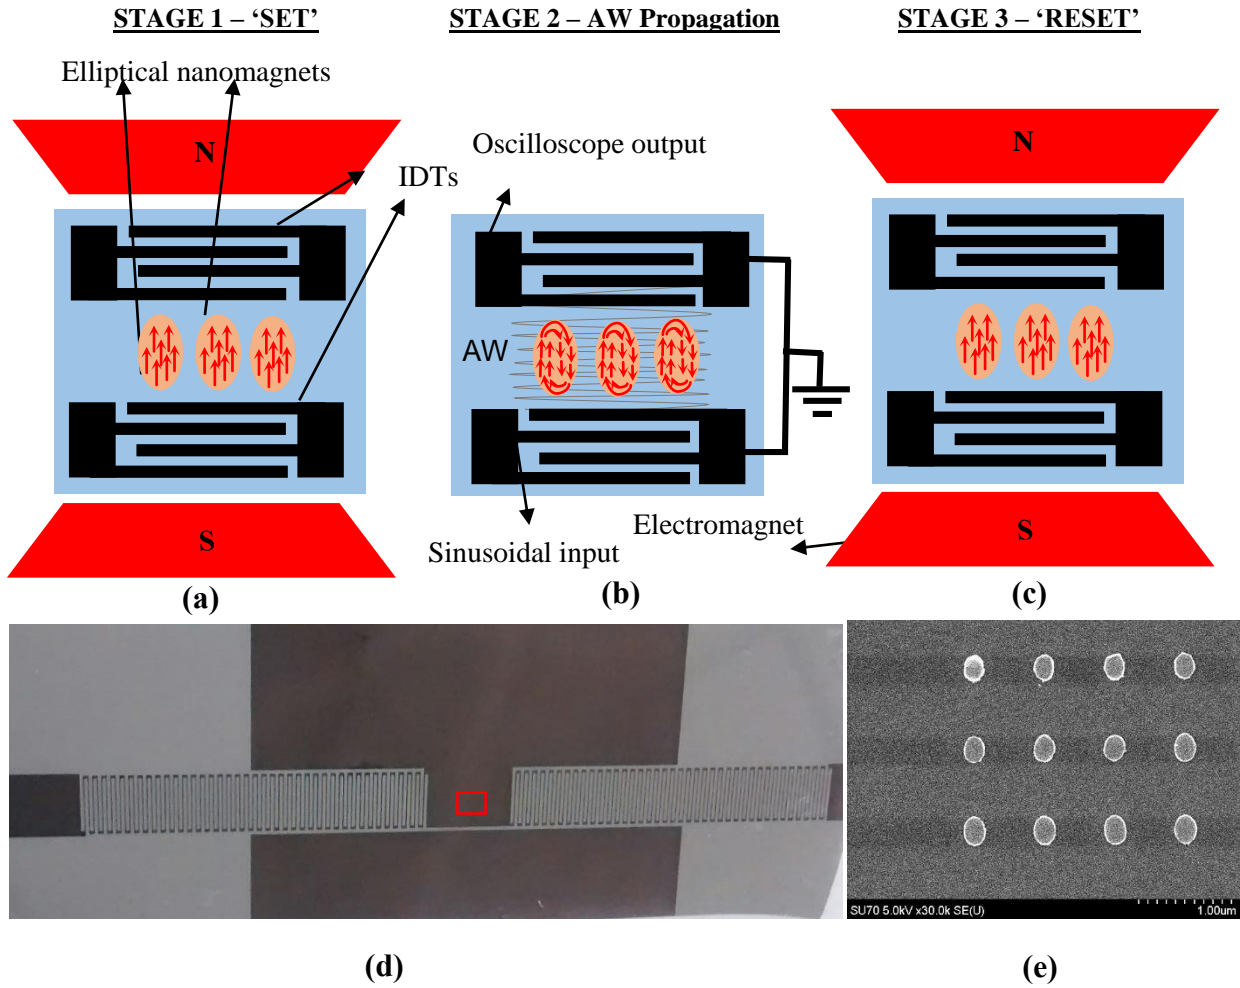 STAGE 1 – ‘SET’
STAGE 2 – AW Propagation
STAGE 3 – ‘RESET’
Elliptical nanomagnets
N
Oscilloscope output
IDTs
N
AW
S
Sinusoidal input
Electromagnet
S
(a)
(b)
(c)
SU70 5.0kV x30.0k SE(U)
1.00um
(d)
(e)